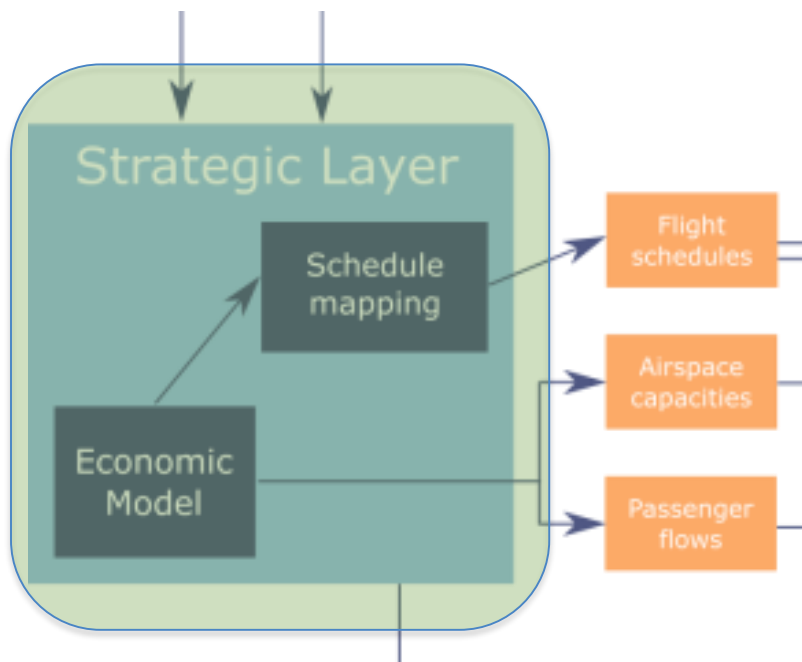 Strategic Layer
Schedule
mapping
Economic
Model
Flight
schedules
Airspace
capacities
Passenger
flows